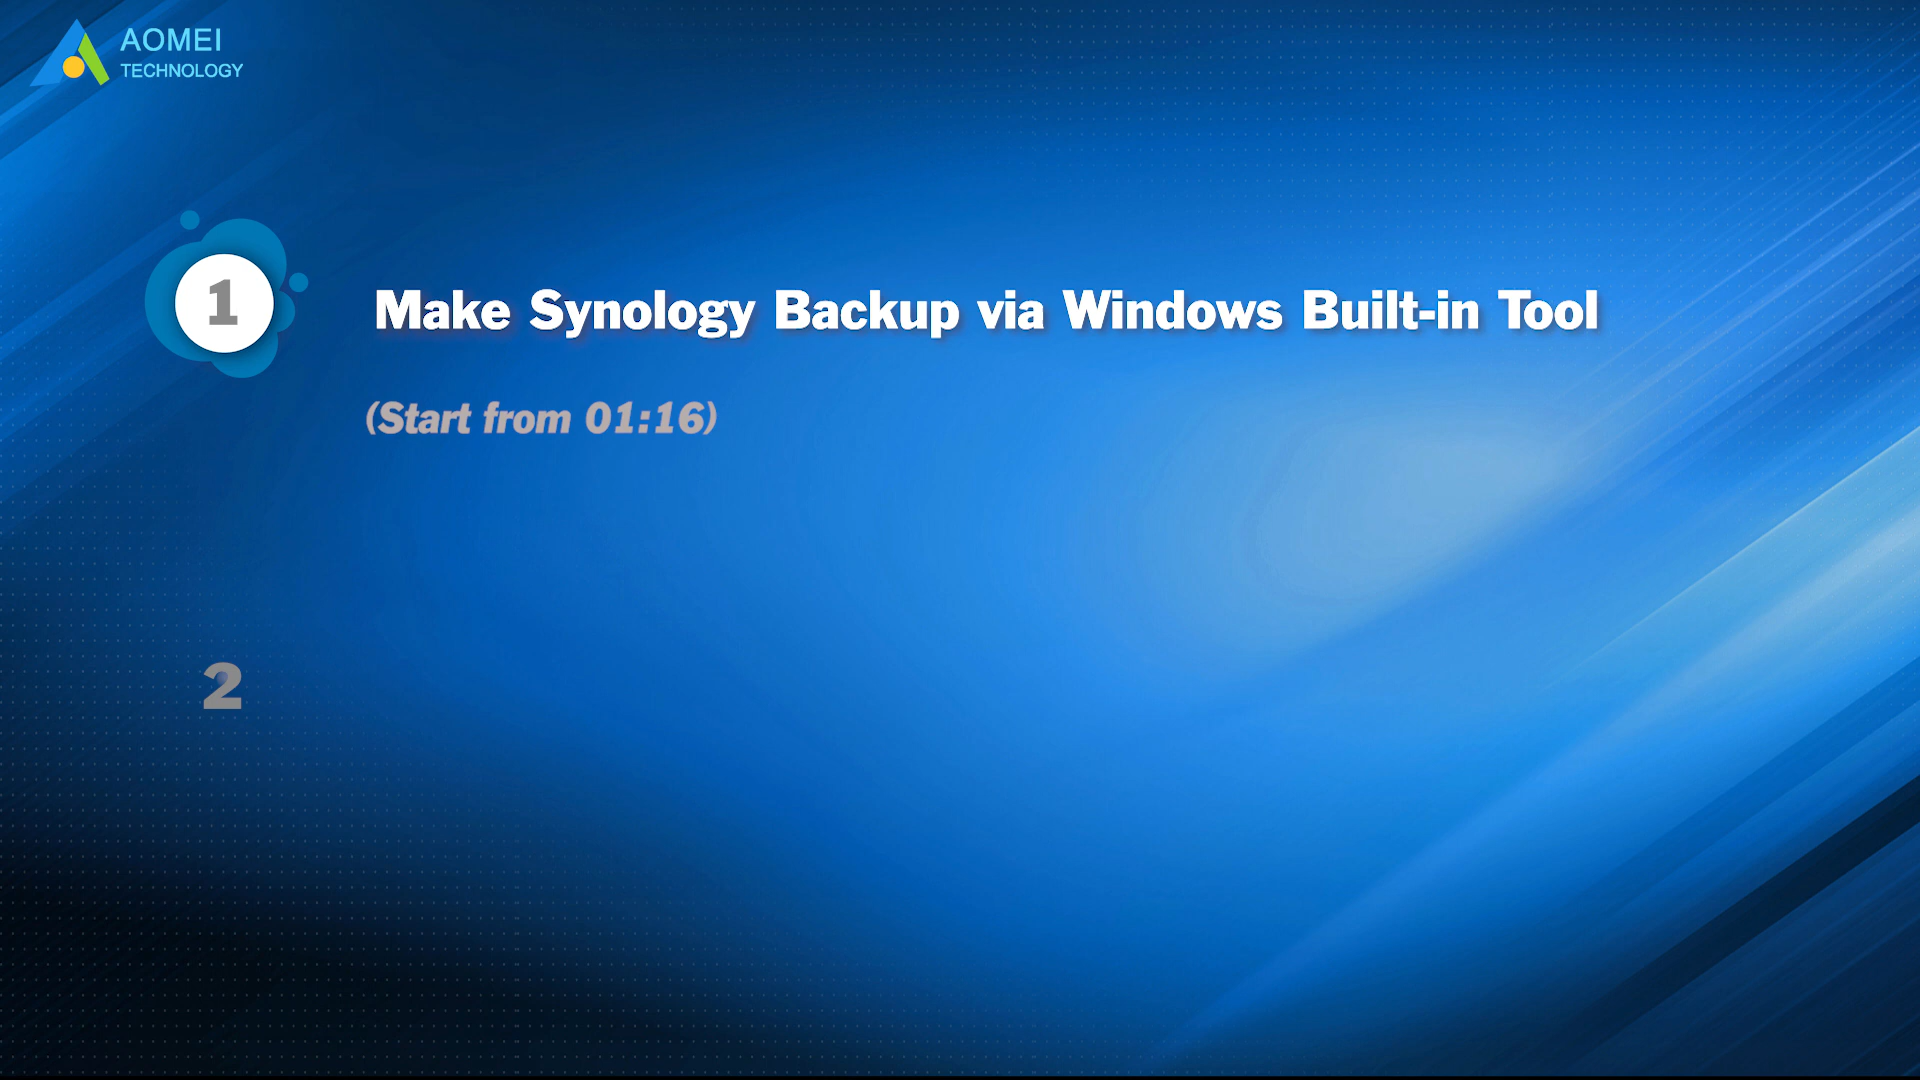 AOMEI
TECHNOLOGY
1
Make Synology Backup via Windows Built-in Tool
(Start from 01:16)
2